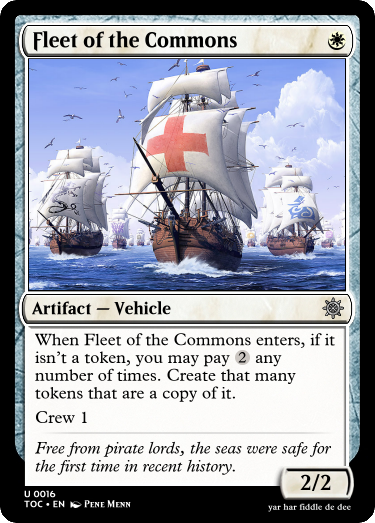 Fleet of the Commons
Artifact — Vehicle
When Fleet of the Commons enters, if it
isn't a token, you may pay 2 any
number of times. Create that many
tokens that are a copy of it.
Crew 1
Free from pirate lords, the seas were safe for
the first time in recent history.
2/2
U 0016
TOC • EN Pene Menn
yar har fiddle de dee